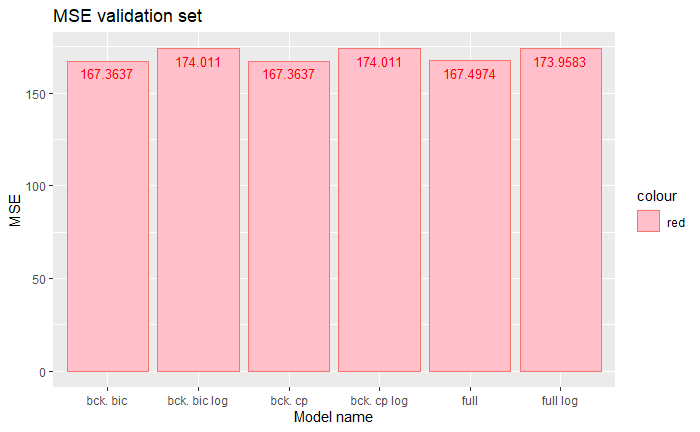 MSE validation set
MSE
150
100
50
0
167.3637
174.011
167.3637
174.011
167.4974
173.9583
bck. bic
bck. bic log
bck. cp
bck. cp log
full
full log
Model name
colour
red